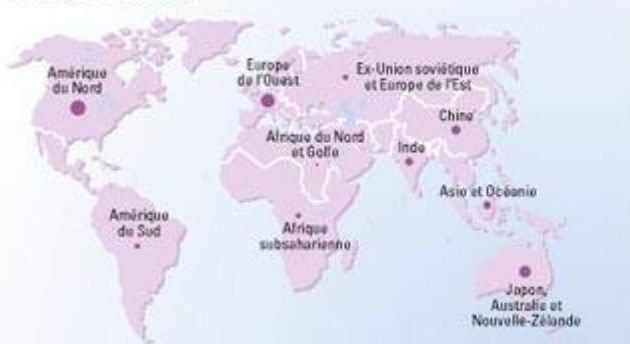 Amérique
du Nord
Europe
de l'Ouest
Ex-Union soviétique
et Europe de l'Est
Chine
Afrique du Nord
et Golfe
Inde
Asie et Océanie
Amérique
du Sud
Afrique
subsaharienne
Japon,
Australie et
Nouvelle-Zélande